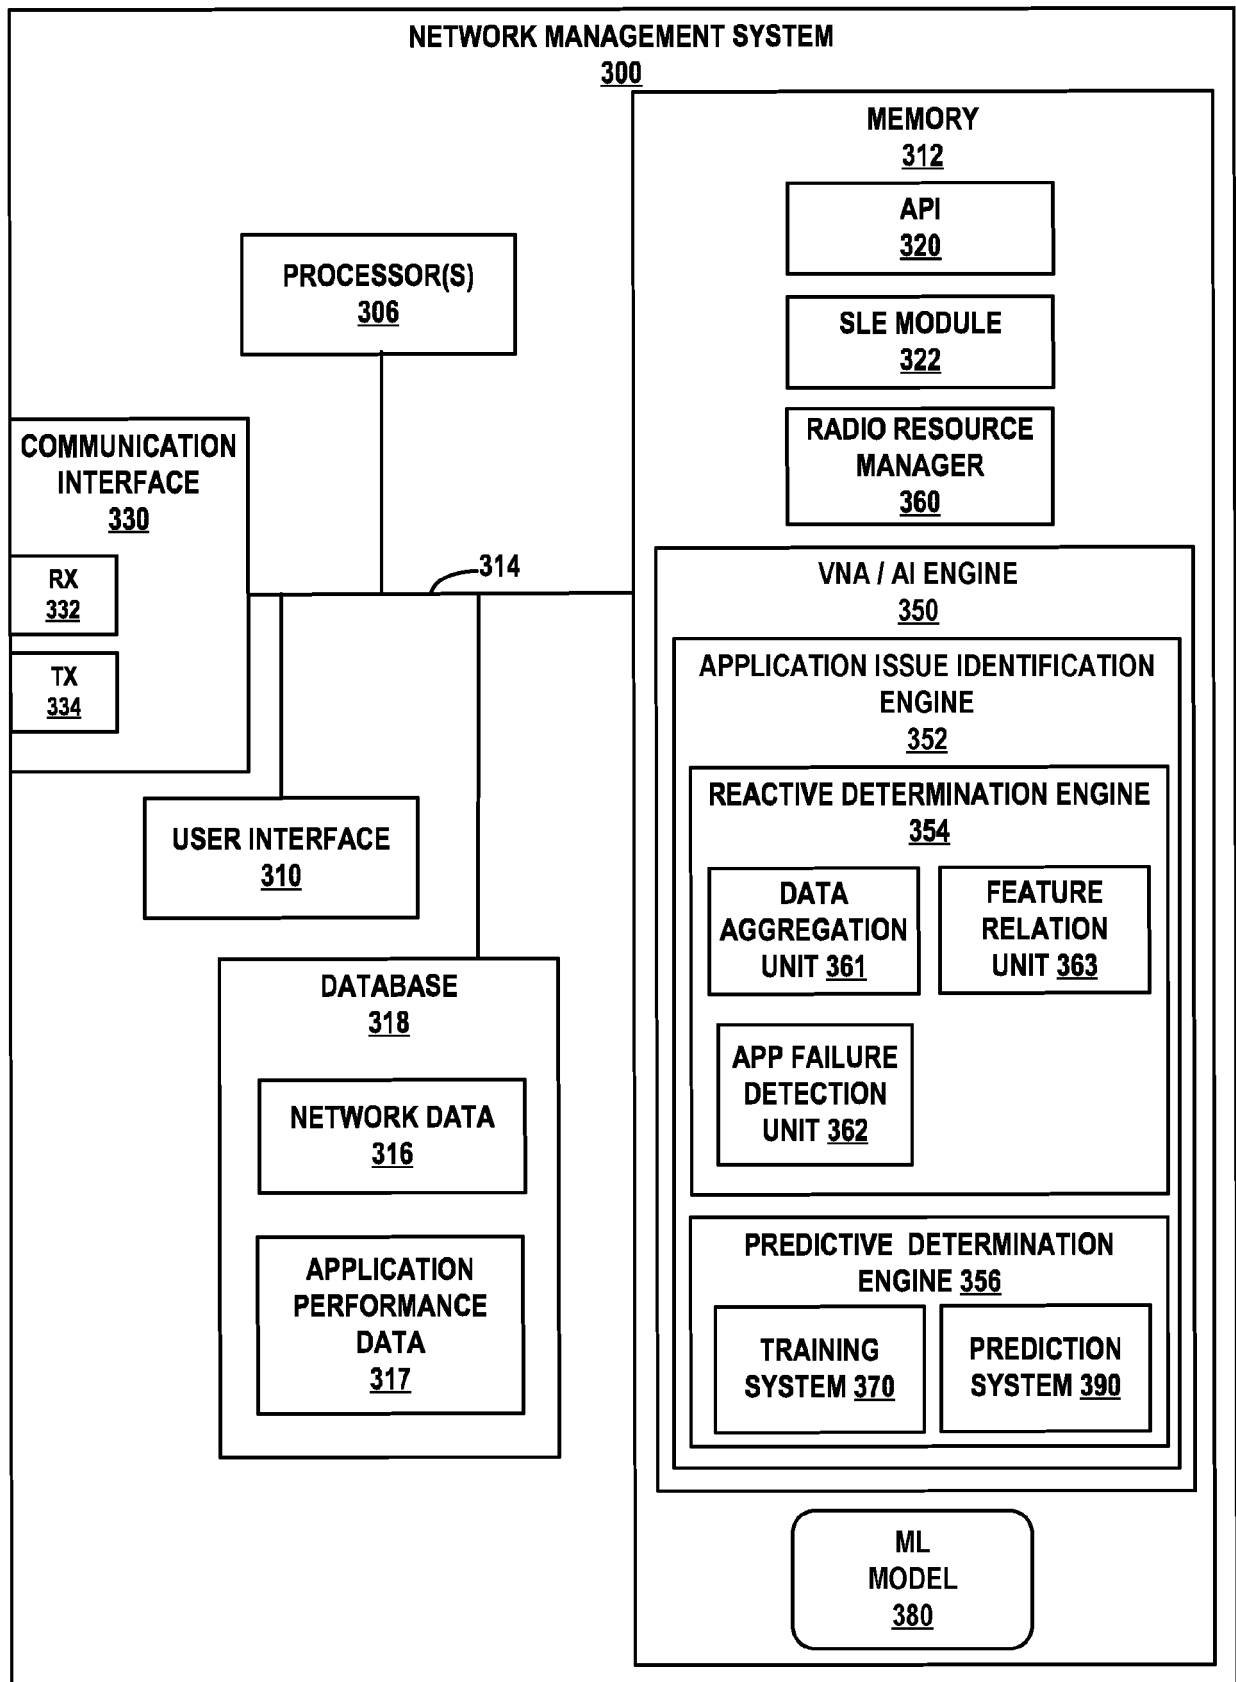 NETWORK MANAGEMENT SYSTEM
300
MEMORY
312
API
320
SLE MODULE
322
RADIO RESOURCE
MANAGER
360
PROCESSOR(S)
306
COMMUNICATION
INTERFACE
330
RX
332
TX
334
314
USER INTERFACE
310
DATABASE
318
NETWORK DATA
316
APPLICATION
PERFORMANCE
DATA
317
VNA / AI ENGINE
350
APPLICATION ISSUE IDENTIFICATION
ENGINE
352
REACTIVE DETERMINATION ENGINE
354
DATA
AGGREGATION
UNIT 361
FEATURE
RELATION
UNIT 363
APP FAILURE
DETECTION
UNIT 362
PREDICTIVE DETERMINATION
ENGINE 356
TRAINING
SYSTEM 370
PREDICTION
SYSTEM 390
ML
MODEL
380